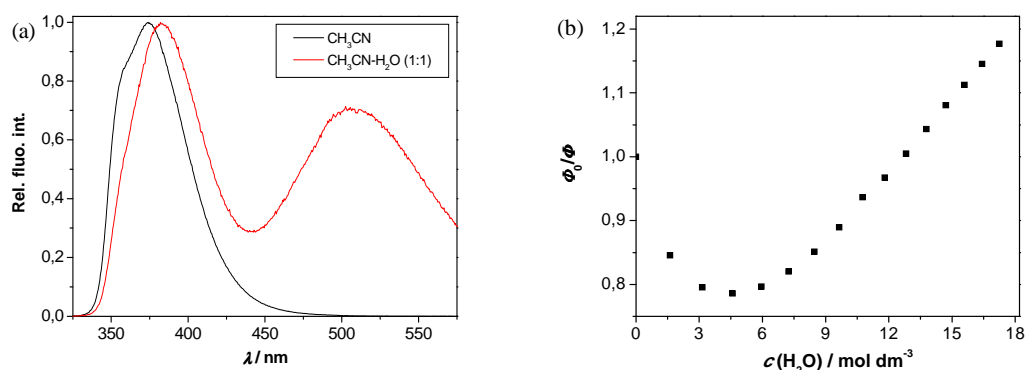 (a)
1,0
0,8
0,6
0,4
0,2
0,0
Rel. fluo. int.
CH₃CN
CH₃CN-H₂O (1:1)
350 400 450 500 550
λ / nm
(b)
1,2
1,1
1,0
0,9
0,8
Φ₀/Φ
0 3 6 9 12 15 18
c (H₂O) / mol dm⁻³